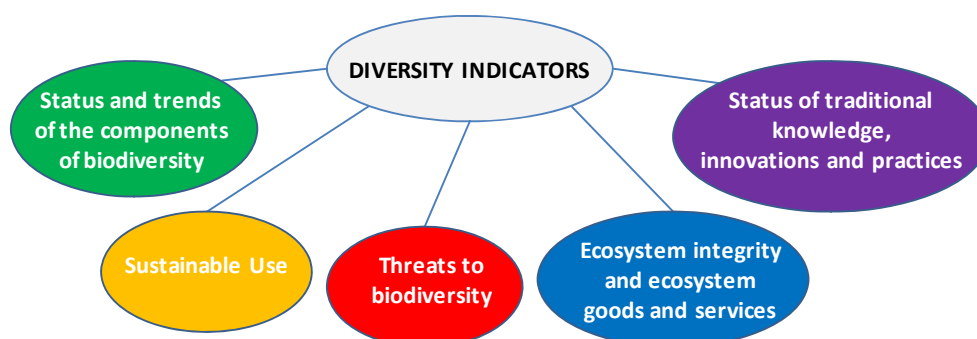 DIVERSITY INDICATORS
Status and trends
of the components
of biodiversity
Status of traditional
knowledge,
innovations and practices
Sustainable Use
Threats to
biodiversity
Ecosystem integrity
and ecosystem
goods and services